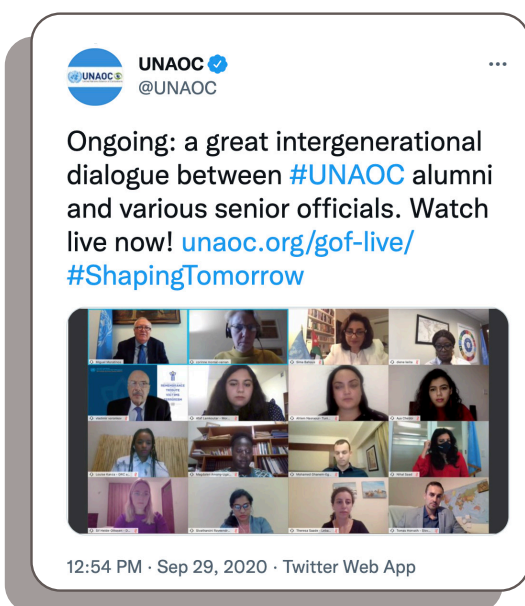 UNAOC
@UNAOC
UNAOC
Ongoing: a great intergenerational
dialogue between #UNAOC alumni
and various senior officials. Watch
live now! unaoc.org/gof-live/
#ShapingTomorrow
12:54 PM · Sep 29, 2020 · Twitter Web App